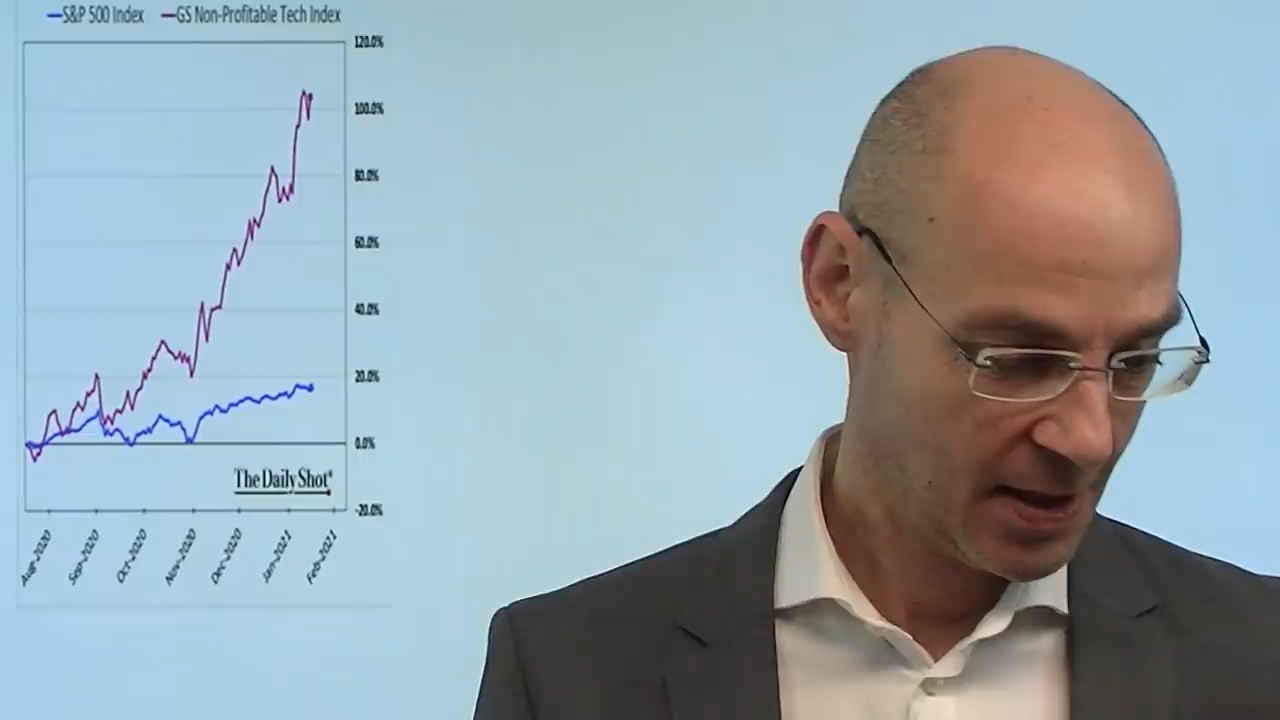 S&P 500 Index GS Non-Profitable Tech Index
120.0%
100.0%
80.0%
60.0%
40.0%
20.0%
0.0%
The Daily Shot®
-20.0%
Aug-2020 Sep-2020 Oct-2020 Nov-2020 Dec-2020 Jan-2021 Feb-2021